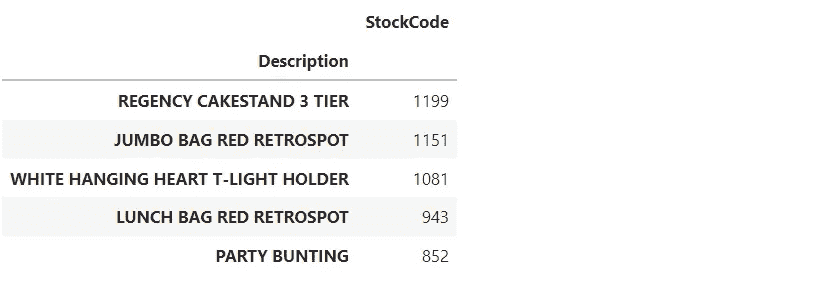 StockCode
Description
REGENCY CAKESTAND 3 TIER 1199
JUMBO BAG RED RETROSPOT 1151
WHITE HANGING HEART T-LIGHT HOLDER 1081
LUNCH BAG RED RETROSPOT 943
PARTY BUNTING 852